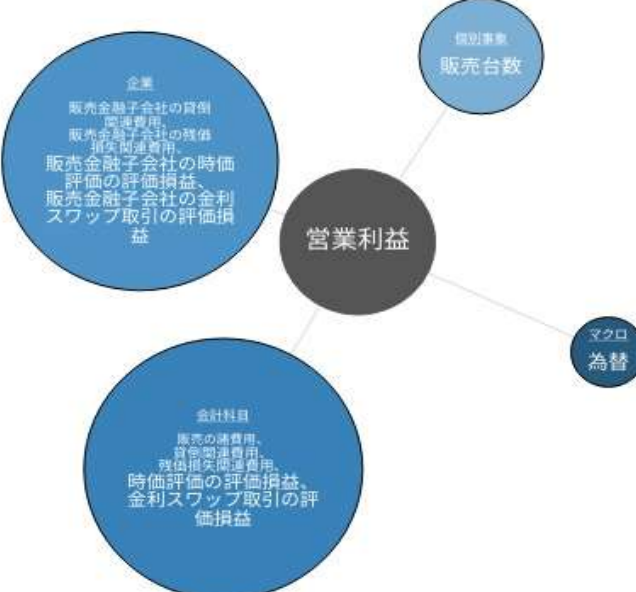 企業
販売金融子会社の貸倒
関連費用、
販売金融子会社の残価
損失関連費用、
販売金融子会社の時価
評価の評価損益、
販売金融子会社の金利
スワップ取引の評価損
益
個別事象
販売台数
営業利益
マクロ
為替
会計科目
販売の諸費用、
貸倒関連費用、
残価損失関連費用、
時価評価の評価損益、
金利スワップ取引の評
価損益